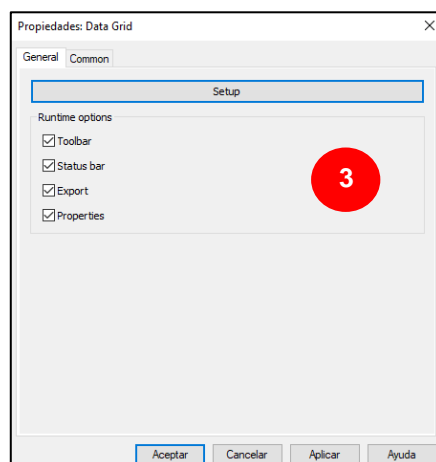 Propiedades: Data Grid
General Common
Setup
Runtime options
Toolbar
Status bar
Export
Properties
3
Aceptar Cancelar Aplicar Ayuda